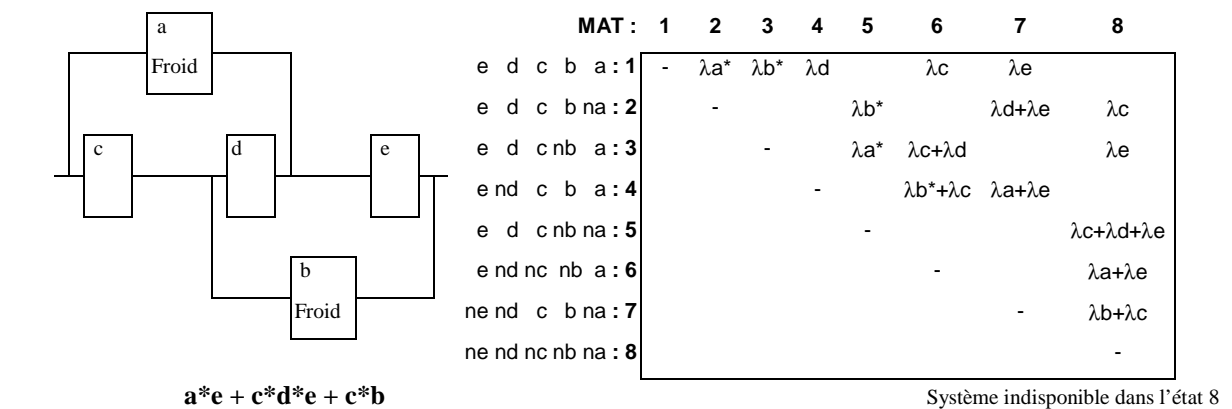 a
Froid
c
d
e
b
Froid
a*e + c*d*e + c*b
MAT : 1 2 3 4 5 6 7 8
e d c b a : 1 - λa* λb* λd λc λe
e d c b na : 2 - λb* λd+λe λc
e d c nb a : 3 - λa* λc+λd λe
e nd c b a : 4 - λb*+λc λa+λe
e d c nb na : 5 - λc+λd+λe
e nd nc nb a : 6 - λa+λe
ne nd c b na : 7 - λb+λc
ne nd nc nb na : 8 -
Système indisponible dans l'état 8